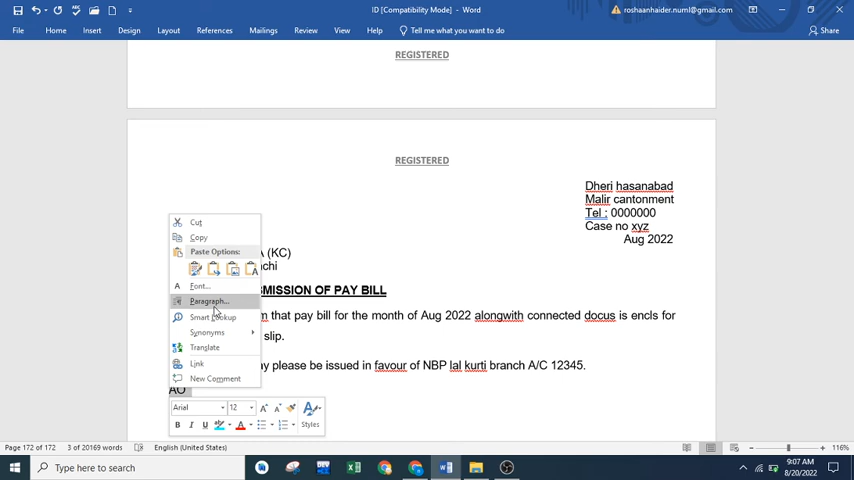 ID [Compatibility Mode] - Word
roshaanhaider.numl@gmail.com
File Home Insert Design Layout References Mailings Review View Help Tell me what you want to do Share
REGISTERED
REGISTERED
Dheri hasanabad
Malir cantonment
Tel : 0000000
Case no xyz
Aug 2022
A (KC)
chi
MISSION OF PAY BILL
m that pay bill for the month of Aug 2022 alongwith connected docus is encls for
slip.
ay please be issued in favour of NBP lal kurti branch A/C 12345.
AO
Cut
Copy
Paste Options:
Font...
Paragraph...
Smart Lookup
Synonyms
Translate
Link
New Comment
Arial 12
Styles
Page 172 of 172 3 of 20169 words English (United States) 116%
Type here to search
9:07 AM
8/20/2022